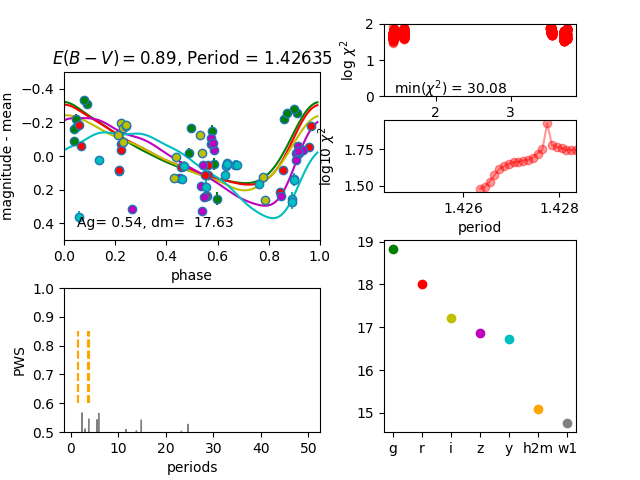 E(B − V) = 0.89, Period = 1.42635
magnitude - mean
−0.4
−0.2
0.0
0.2
0.4
Ag= 0.54, dm=  17.63
0.0 0.2 0.4 0.6 0.8 1.0
phase
log χ²
2
1
0
min(χ²) = 30.08
2 3
log10 χ²
1.75
1.50
1.426 1.428
period
PWS
1.0
0.9
0.8
0.7
0.6
0.5
0 10 20 30 40 50
periods
19
18
17
16
15
g r i z y h2m w1